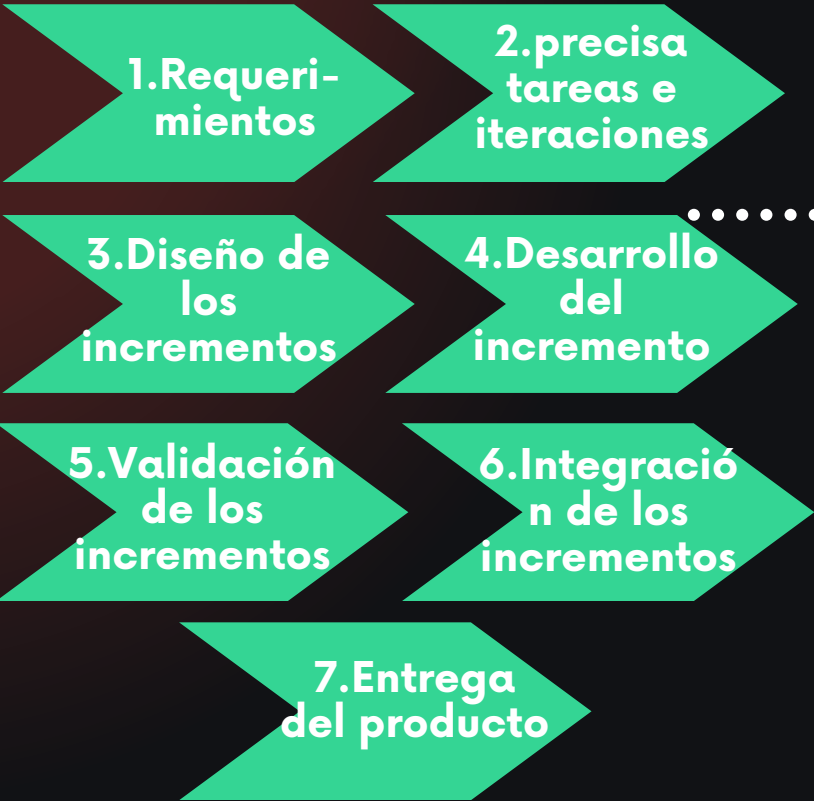 1.Requeri-
mientos
2.precisa
tareas e
iteraciones
3.Diseño de
los
incrementos
4.Desarrollo
del
incremento
5.Validación
de los
incrementos
6.Integració
n de los
incrementos
7.Entrega
del producto